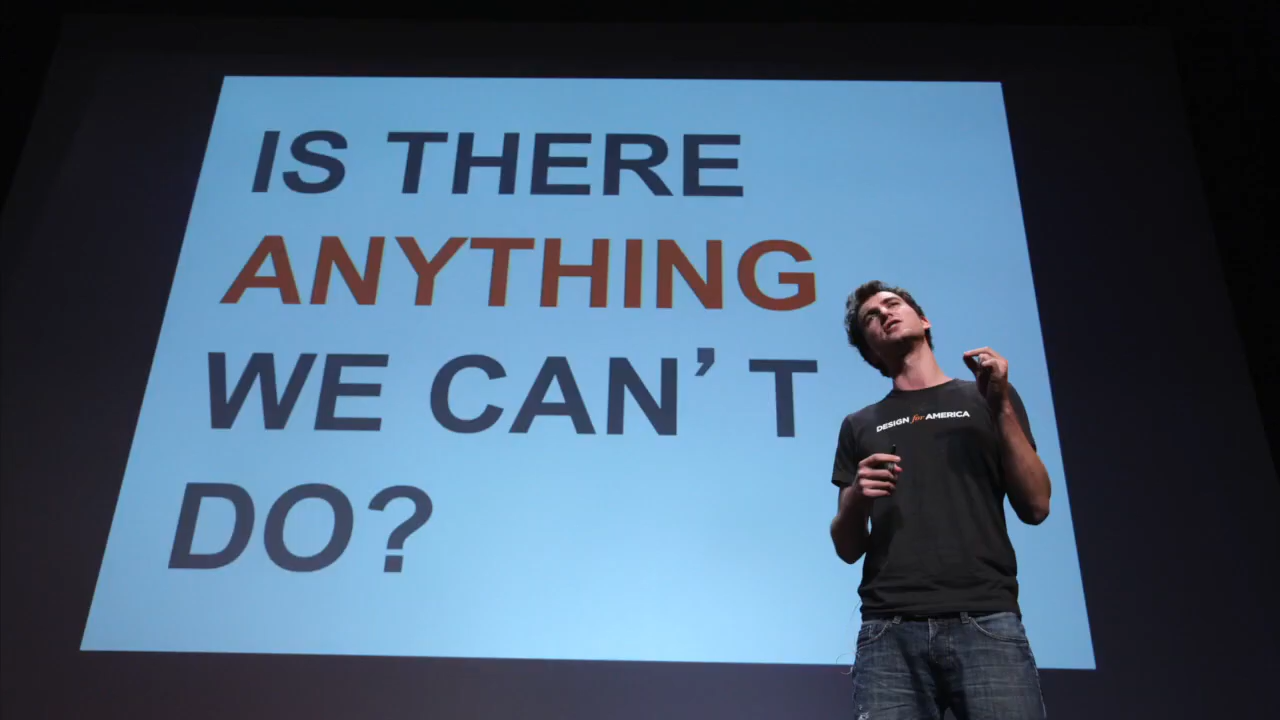 IS THERE
ANYTHING
WE CAN'T
DO?
DESIGN for AMERICA